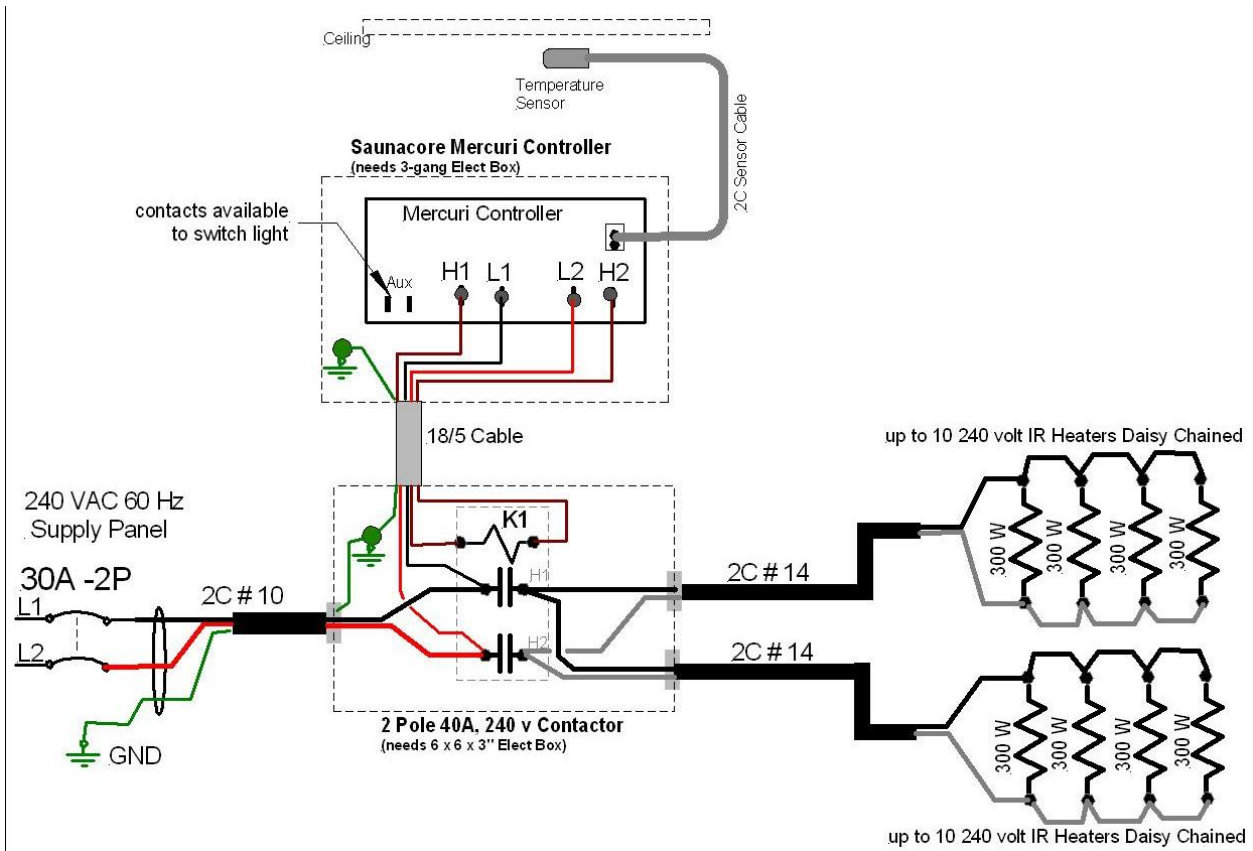 Ceiling
Temperature
Sensor
2C Sensor Cable
Saunacore Mercuri Controller
(needs 3-gang Elect Box)
contacts available
to switch light
Mercuri Controller
Aux
H1 L1 L2 H2
18/5 Cable
up to 10 240 volt IR Heaters Daisy Chained
240 VAC 60 Hz
Supply Panel
30A -2P
L1
L2
2C # 10
GND
K1
H1
H2
2C # 14
2C # 14
300 W
300 W
300 W
300 W
2 Pole 40A, 240 v Contactor
(needs 6 x 6 x 3" Elect Box)
300 W
300 W
300 W
300 W
up to 10 240 volt IR Heaters Daisy Chained